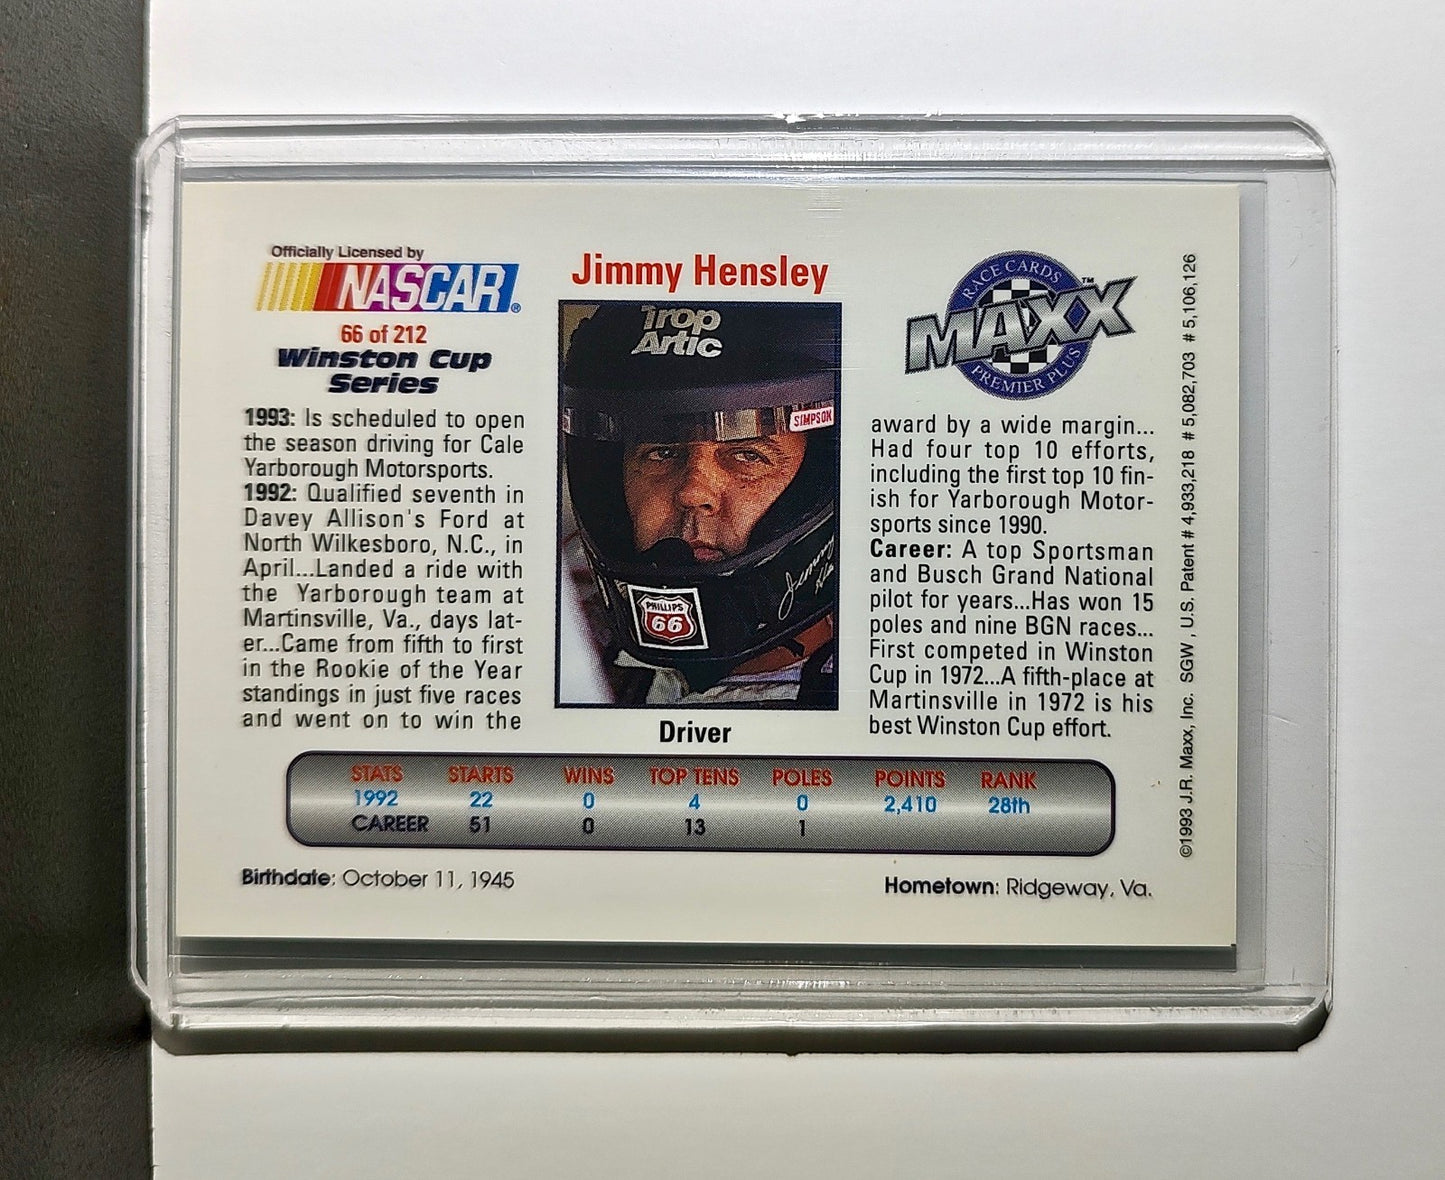 Officially Licensed by
NASCAR®
66 of 212
Winston Cup
Series
1993: Is scheduled to open
the season driving for Cale
Yarborough Motorsports.
1992: Qualified seventh in
Davey Allison's Ford at
North Wilkesboro, N.C., in
April...Landed a ride with
the Yarborough team at
Martinsville, Va., days lat-
er...Came from fifth to first
in the Rookie of the Year
standings in just five races
and went on to win the
Jimmy Hensley
Trop
Artic
SIMPSON
PHILLIPS
66
Jimmy
Driver
RACE CARDS
MAXX™
PREMIER PLUS
award by a wide margin...
Had four top 10 efforts,
including the first top 10 fin-
ish for Yarborough Motor-
sports since 1990.
Career: A top Sportsman
and Busch Grand National
pilot for years...Has won 15
poles and nine BGN races...
First competed in Winston
Cup in 1972...A fifth-place at
Martinsville in 1972 is his
best Winston Cup effort.
STATS STARTS WINS TOP TENS POLES POINTS RANK
1992 22 0 4 0 2,410 28th
CAREER 51 0 13 1
Birthdate: October 11, 1945
Hometown: Ridgeway, Va.
©1993 J.R. Maxx, Inc. SGW, U.S. Patent # 4,933,218 # 5,082,703 # 5,106,126